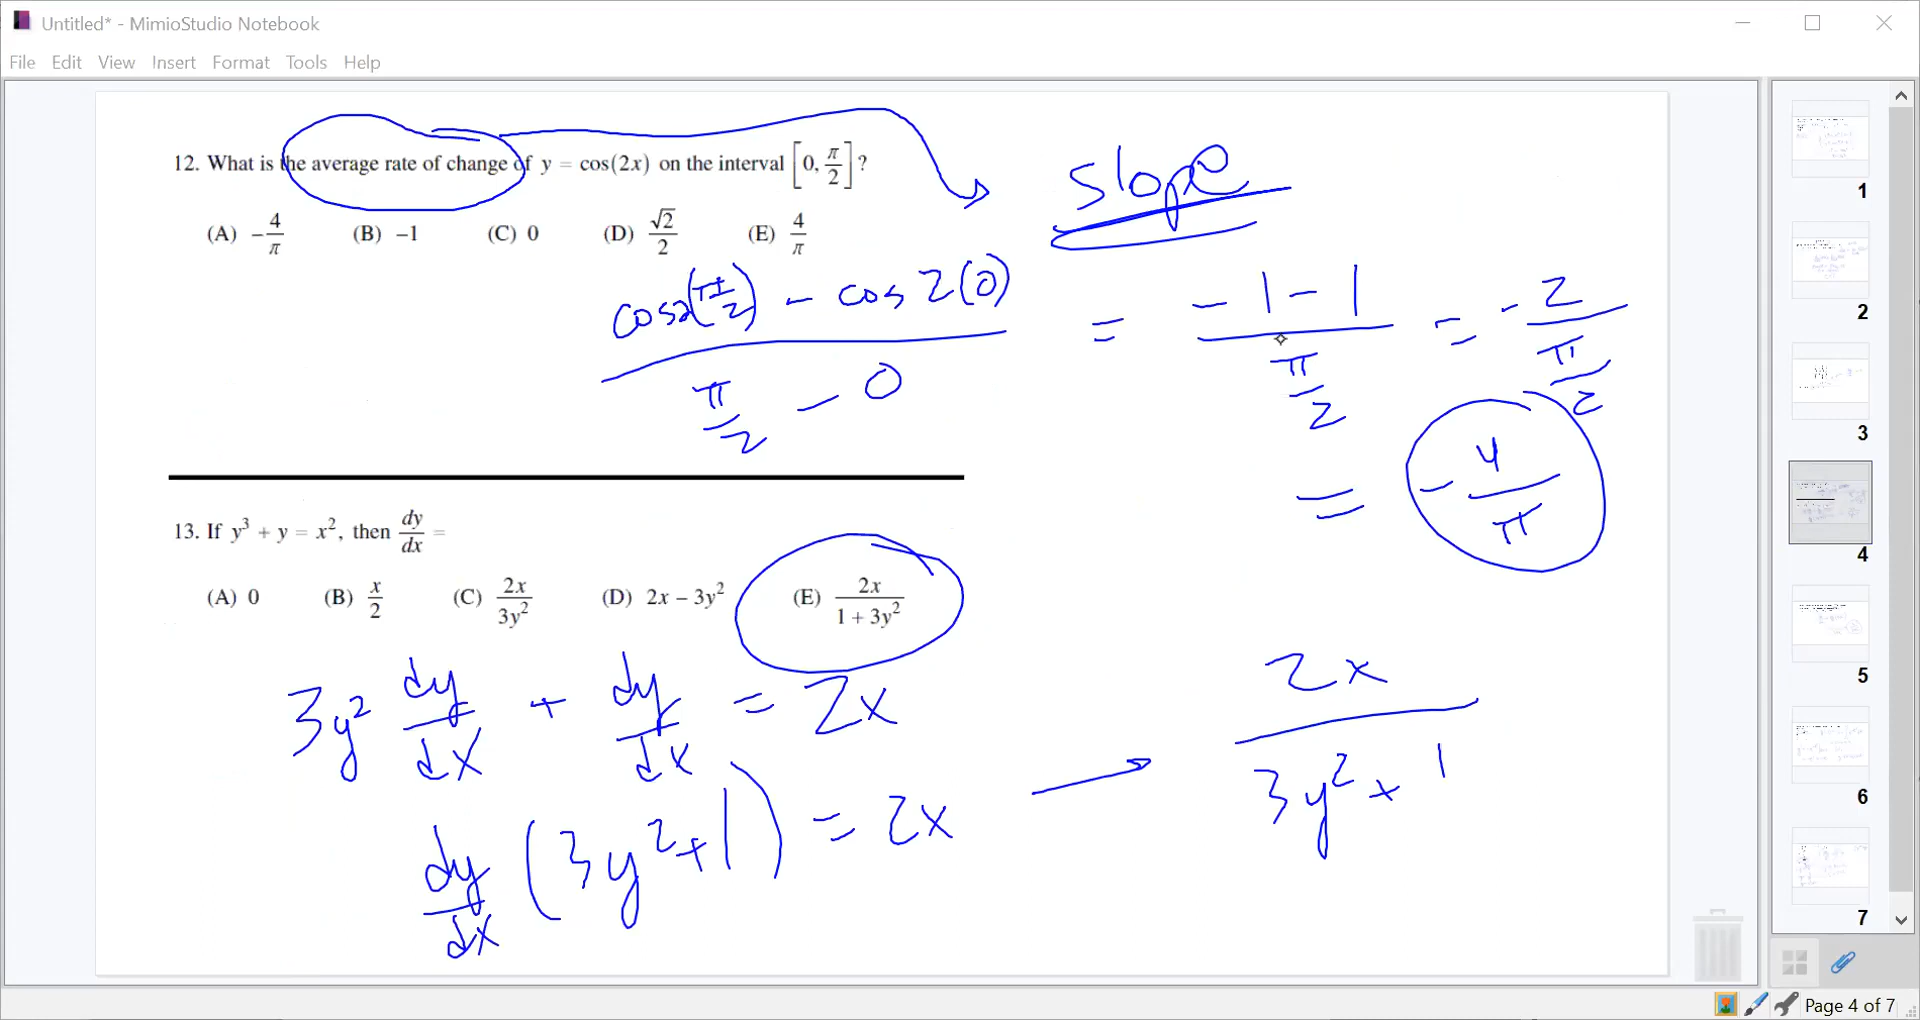 Untitled* - MimioStudio Notebook
File Edit View Insert Format Tools Help
12. What is the average rate of change of y = cos(2x) on the interval [0, π/2]?
(A) -4/π (B) -1 (C) 0 (D) √2/2 (E) 4/π
slope
(cos2(π/2) - cos 2(0))/(π/2 - 0) = (-1 - 1)/(π/2) = -2/(π/2)
= -4/π
13. If y³ + y = x², then dy/dx =
(A) 0 (B) x/2 (C) 2x/3y² (D) 2x - 3y² (E) 2x/(1 + 3y²)
3y² dy/dx + dy/dx = 2x
dy/dx (3y² + 1) = 2x → 2x/(3y² + 1)
1
2
3
4
5
6
7
Page 4 of 7